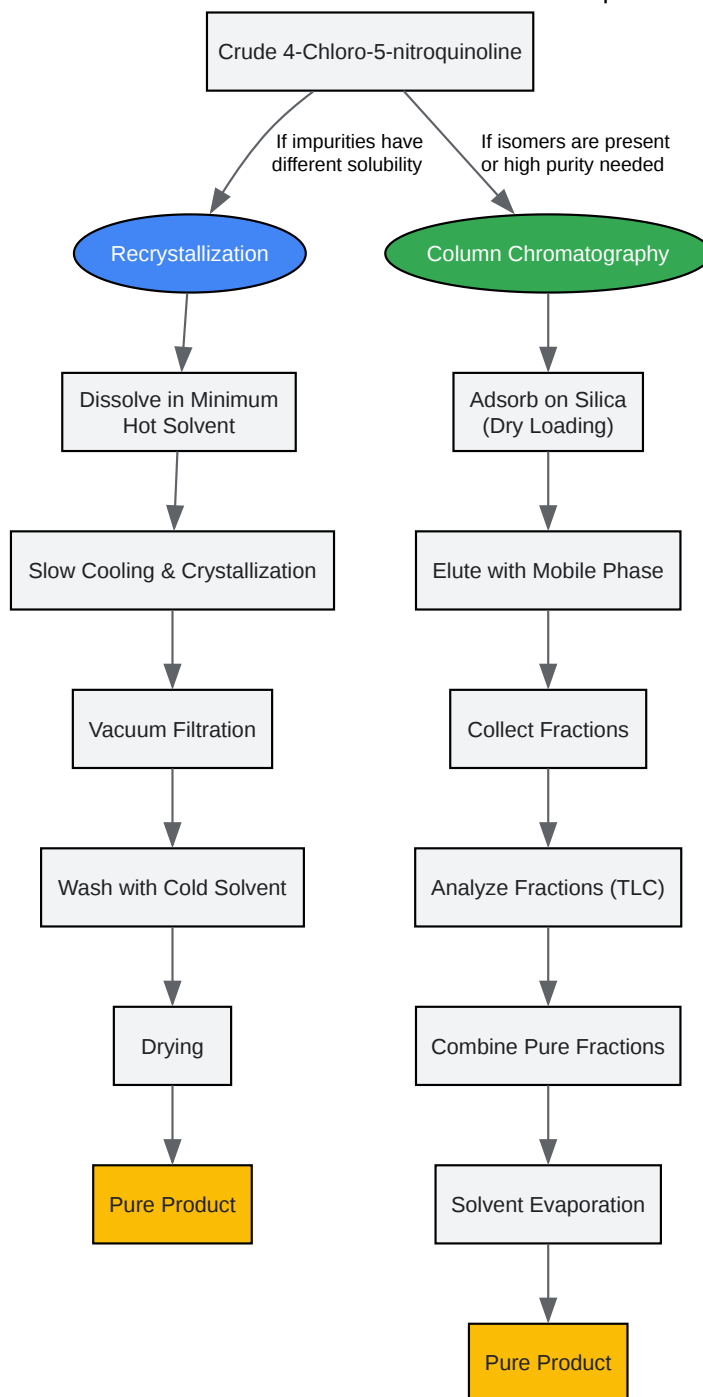 Crude 4-Chloro-5-nitroquinoline
If impurities have
different solubility
If isomers are present
or high purity needed
Recrystallization
Column Chromatography
Dissolve in Minimum
Hot Solvent
Adsorb on Silica
(Dry Loading)
Slow Cooling & Crystallization
Elute with Mobile Phase
Vacuum Filtration
Collect Fractions
Wash with Cold Solvent
Analyze Fractions (TLC)
Drying
Combine Pure Fractions
Pure Product
Solvent Evaporation
Pure Product